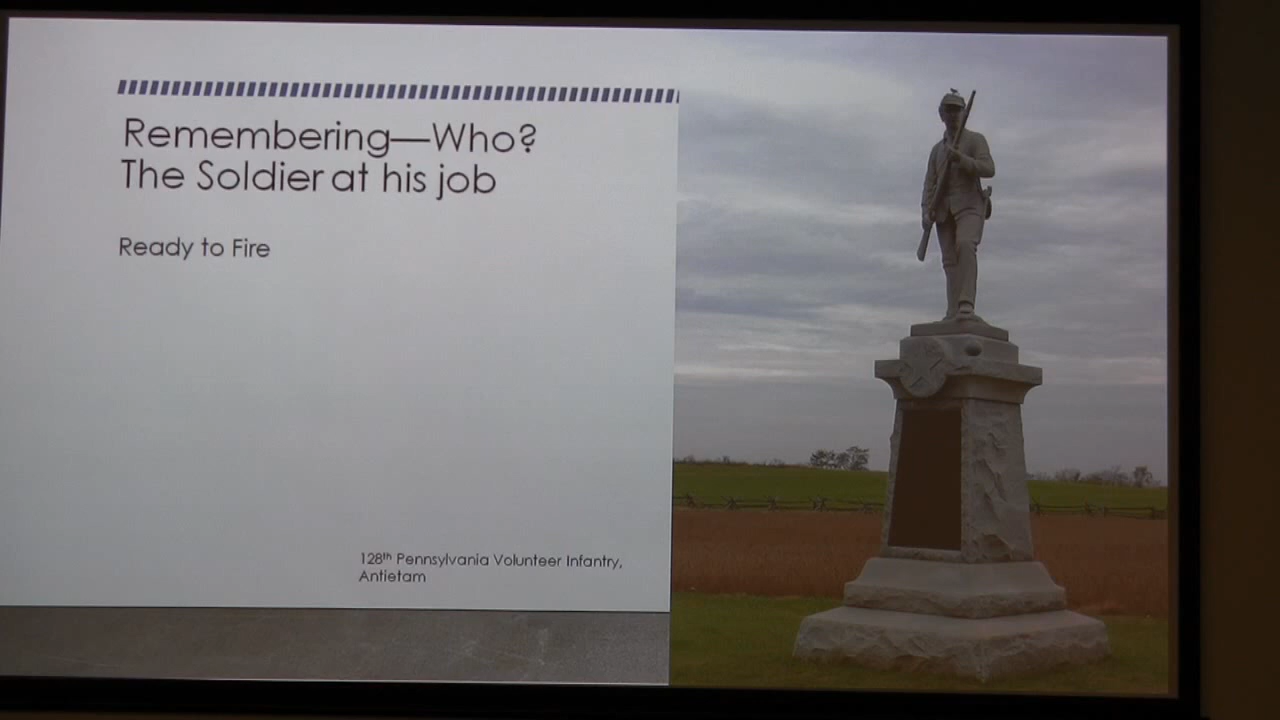 Remembering—Who?
The Soldier at his job
Ready to Fire
128th Pennsylvania Volunteer Infantry,
Antietam